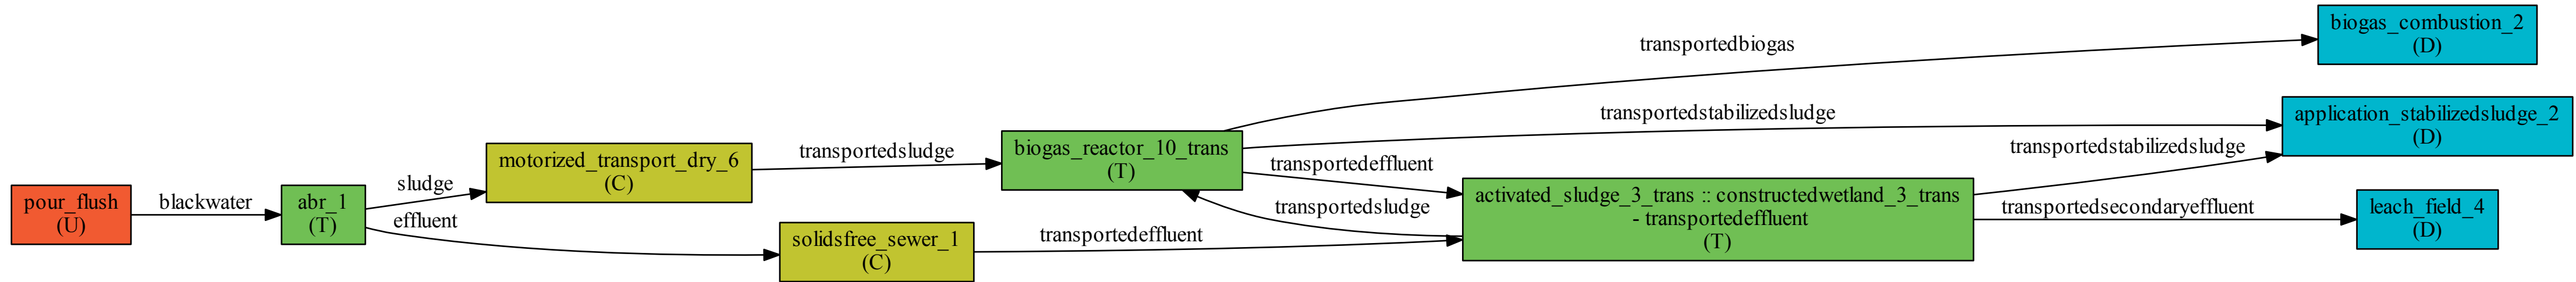 pour_flush
(U)
blackwater
abr_1
(T)
sludge
effluent
motorized_transport_dry_6
(C)
solidsfree_sewer_1
(C)
transportedsludge
transportedeffluent
biogas_reactor_10_trans
(T)
transportedbiogas
transportedstabilizedsludge
transportedeffluent
transportedsludge
activated_sludge_3_trans :: constructedwetland_3_trans
- transportedeffluent
(T)
transportedstabilizedsludge
transportedsecondaryeffluent
biogas_combustion_2
(D)
application_stabilizedsludge_2
(D)
leach_field_4
(D)